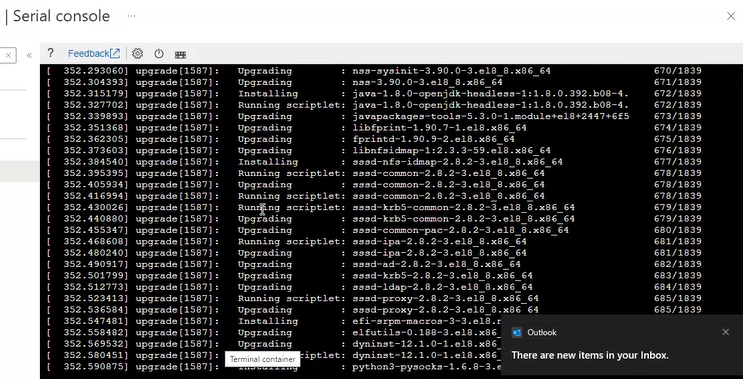 | Serial console ···
? Feedback
[ 352.293060] upgrade[1587]: Upgrading : nss-sysinit-3.90.0-3.el8_8.x86_64 670/1839
[ 352.304393] upgrade[1587]: Upgrading : nss-3.90.0-3.el8_8.x86_64 671/1839
[ 352.315179] upgrade[1587]: Installing : java-1.8.0-openjdk-headless-1:1.8.0.392.b08-4. 672/1839
[ 352.327702] upgrade[1587]: Running scriptlet: java-1.8.0-openjdk-headless-1:1.8.0.392.b08-4. 672/1839
[ 352.339893] upgrade[1587]: Upgrading : javapackages-tools-5.3.0-1.module+el8+2447+6f5 673/1839
[ 352.351368] upgrade[1587]: Upgrading : libfprint-1.90.7-1.el8.x86_64 674/1839
[ 352.362305] upgrade[1587]: Upgrading : fprintd-1.90.9-2.el8.x86_64 675/1839
[ 352.373603] upgrade[1587]: Upgrading : libnfsidmap-1:2.3.3-59.el8.x86_64 676/1839
[ 352.384540] upgrade[1587]: Installing : sssd-nfs-idmap-2.8.2-3.el8_8.x86_64 677/1839
[ 352.395395] upgrade[1587]: Running scriptlet: sssd-common-2.8.2-3.el8_8.x86_64 678/1839
[ 352.405934] upgrade[1587]: Upgrading : sssd-common-2.8.2-3.el8_8.x86_64 678/1839
[ 352.416994] upgrade[1587]: Running scriptlet: sssd-common-2.8.2-3.el8_8.x86_64 678/1839
[ 352.430026] upgrade[1587]: Running scriptlet: sssd-krb5-common-2.8.2-3.el8_8.x86_64 679/1839
[ 352.440880] upgrade[1587]: Upgrading : sssd-krb5-common-2.8.2-3.el8_8.x86_64 679/1839
[ 352.455347] upgrade[1587]: Upgrading : sssd-common-pac-2.8.2-3.el8_8.x86_64 680/1839
[ 352.468608] upgrade[1587]: Running scriptlet: sssd-ipa-2.8.2-3.el8_8.x86_64 681/1839
[ 352.480240] upgrade[1587]: Upgrading : sssd-ipa-2.8.2-3.el8_8.x86_64 681/1839
[ 352.490917] upgrade[1587]: Upgrading : sssd-ad-2.8.2-3.el8_8.x86_64 682/1839
[ 352.501799] upgrade[1587]: Upgrading : sssd-krb5-2.8.2-3.el8_8.x86_64 683/1839
[ 352.512773] upgrade[1587]: Upgrading : sssd-ldap-2.8.2-3.el8_8.x86_64 684/1839
[ 352.523413] upgrade[1587]: Running scriptlet: sssd-proxy-2.8.2-3.el8_8.x86_64 685/1839
[ 352.536584] upgrade[1587]: Upgrading : sssd-proxy-2.8.2-3.el8_8.x86_64 685/1839
[ 352.547481] upgrade[1587]: Installing : efi-srpm-macros-3-3.el8.n
[ 352.558482] upgrade[1587]: Upgrading : elfutils-0.188-3.el8.x86
[ 352.569532] upgrade[1587]: Upgrading : dyninst-12.1.0-1.el8.x86
[ 352.580451] upgrade[1587]: scriptlet: dyninst-12.1.0-1.el8.x86
[ 352.590875] upgrade[1587]: Installing : python3-pysocks-1.6.8-3.e
Terminal container
Outlook
There are new items in your Inbox.